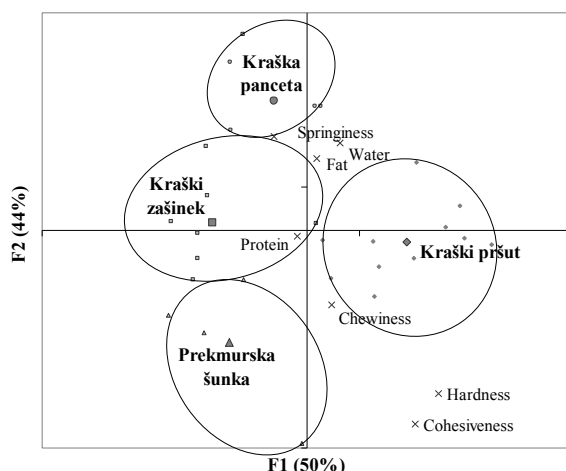 Kraška
panceta
Springiness
Water
Fat
Kraški
zašinek
F2 (44%)
Protein
Kraški pršut
Chewiness
Prekmurska
šunka
Hardness
Cohesiveness
F1 (50%)